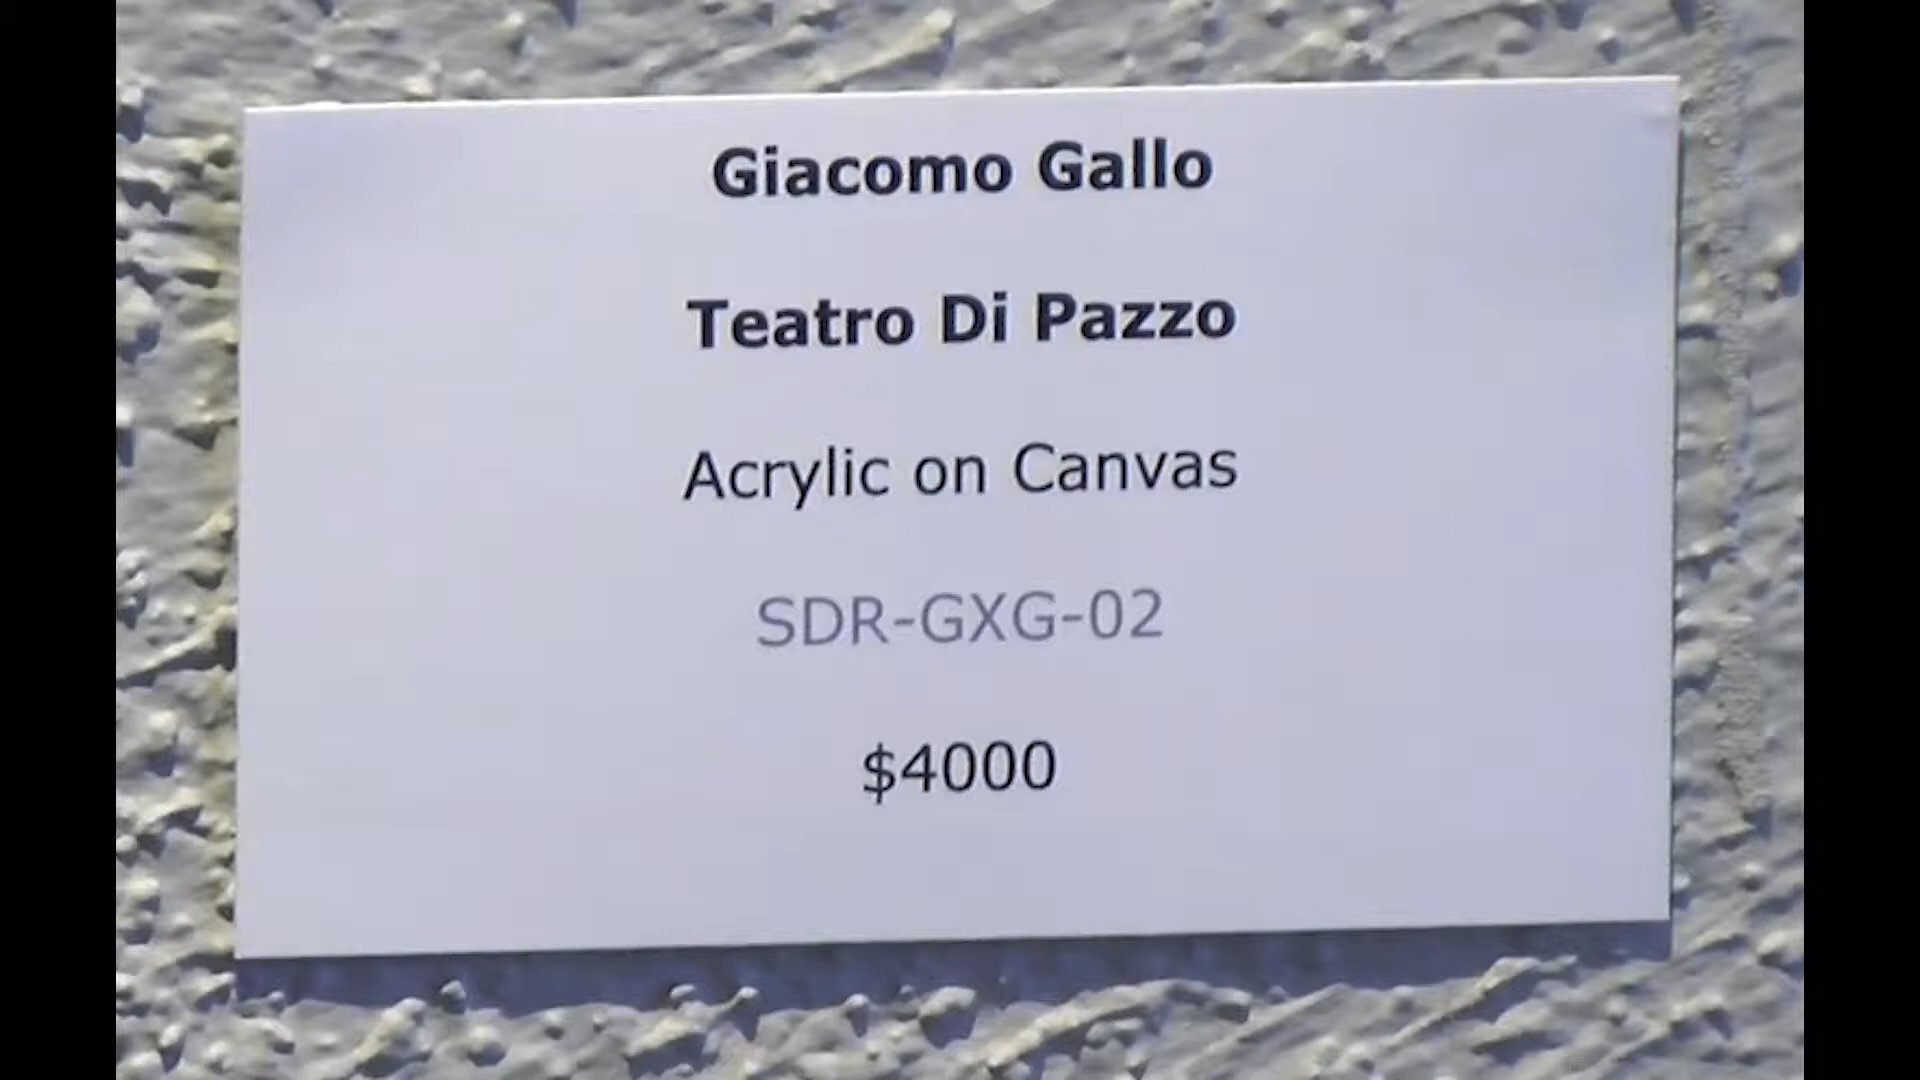 Giacomo Gallo
Teatro Di Pazzo
Acrylic on Canvas
SDR-GXG-02
$4000